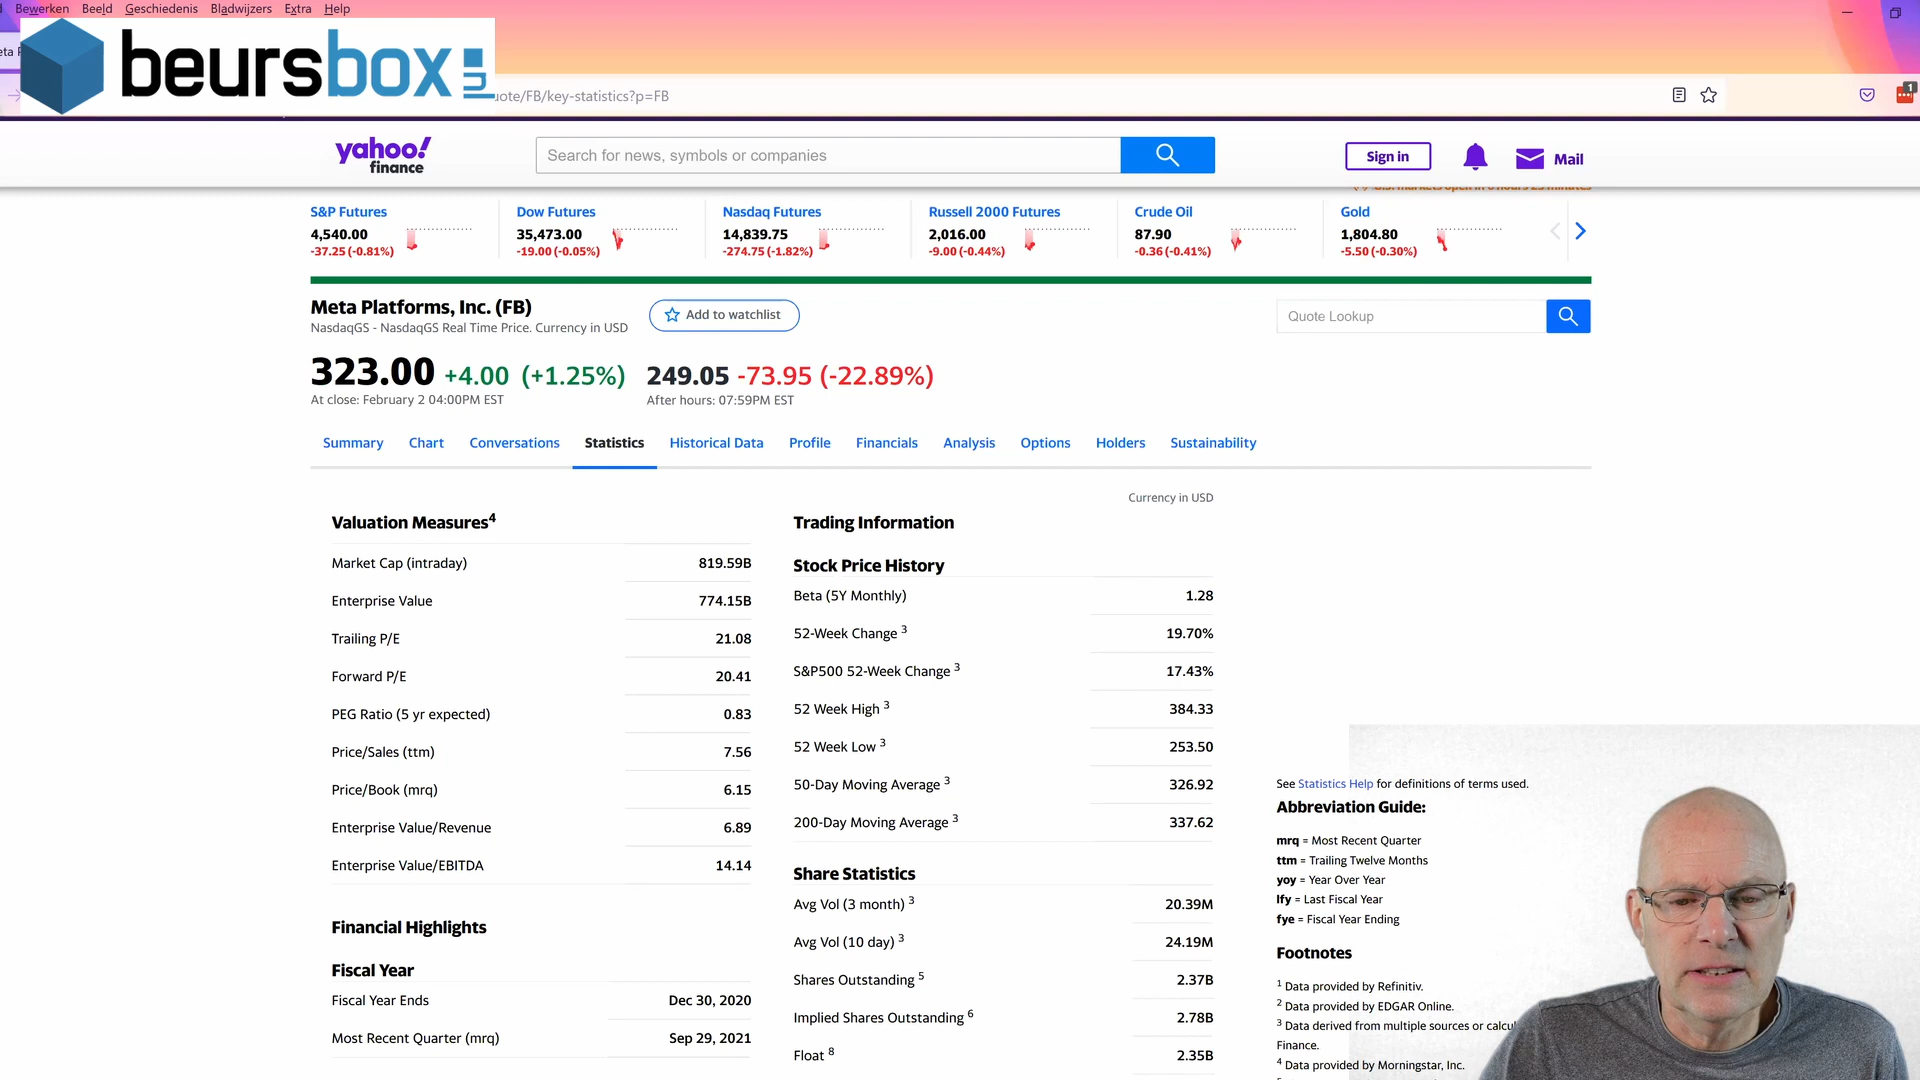 Bewerken Beeld Geschiedenis Bladwijzers Extra Help
beursbox.nl
uote/FB/key-statistics?p=FB
1
yahoo!
finance
Search for news, symbols or companies
Sign in
Mail
S&P Futures
4,540.00
-37.25 (-0.81%)
Dow Futures
35,473.00
-19.00 (-0.05%)
Nasdaq Futures
14,839.75
-274.75 (-1.82%)
Russell 2000 Futures
2,016.00
-9.00 (-0.44%)
Crude Oil
87.90
-0.36 (-0.41%)
Gold
1,804.80
-5.50 (-0.30%)
Meta Platforms, Inc. (FB)
NasdaqGS - NasdaqGS Real Time Price. Currency in USD
Add to watchlist
Quote Lookup
323.00 +4.00 (+1.25%)
At close: February 2 04:00PM EST
249.05 -73.95 (-22.89%)
After hours: 07:59PM EST
Summary Chart Conversations Statistics Historical Data Profile Financials Analysis Options Holders Sustainability
Currency in USD
Valuation Measures4
Market Cap (intraday) 819.59B
Enterprise Value 774.15B
Trailing P/E 21.08
Forward P/E 20.41
PEG Ratio (5 yr expected) 0.83
Price/Sales (ttm) 7.56
Price/Book (mrq) 6.15
Enterprise Value/Revenue 6.89
Enterprise Value/EBITDA 14.14
Financial Highlights
Fiscal Year
Fiscal Year Ends Dec 30, 2020
Most Recent Quarter (mrq) Sep 29, 2021
Trading Information
Stock Price History
Beta (5Y Monthly) 1.28
52-Week Change 3 19.70%
S&P500 52-Week Change 3 17.43%
52 Week High 3 384.33
52 Week Low 3 253.50
50-Day Moving Average 3 326.92
200-Day Moving Average 3 337.62
Share Statistics
Avg Vol (3 month) 3 20.39M
Avg Vol (10 day) 3 24.19M
Shares Outstanding 5 2.37B
Implied Shares Outstanding 6 2.78B
Float 8 2.35B
See Statistics Help for definitions of terms used.
Abbreviation Guide:
mrq = Most Recent Quarter
ttm = Trailing Twelve Months
yoy = Year Over Year
lfy = Last Fiscal Year
fye = Fiscal Year Ending
Footnotes
1 Data provided by Refinitiv.
2 Data provided by EDGAR Online.
3 Data derived from multiple sources or calcu
Finance.
4 Data provided by Morningstar, Inc.